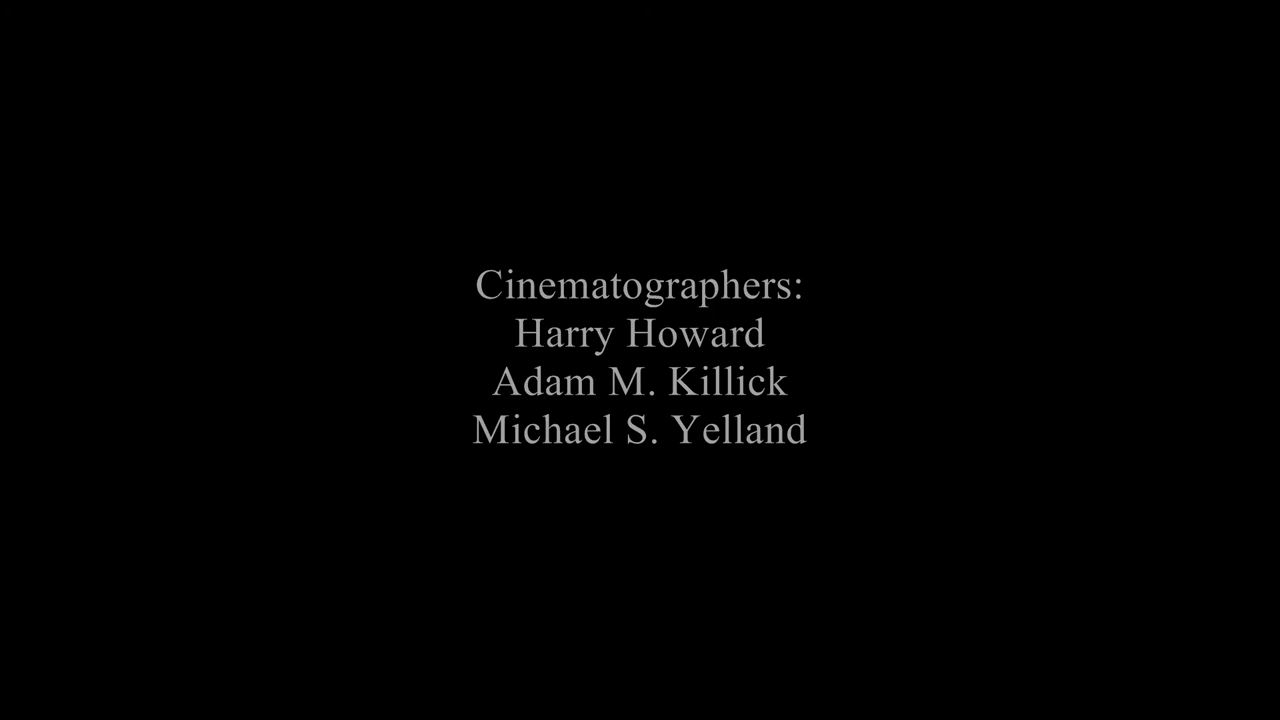 Cinematographers:
Harry Howard
Adam M. Killick
Michael S. Yelland